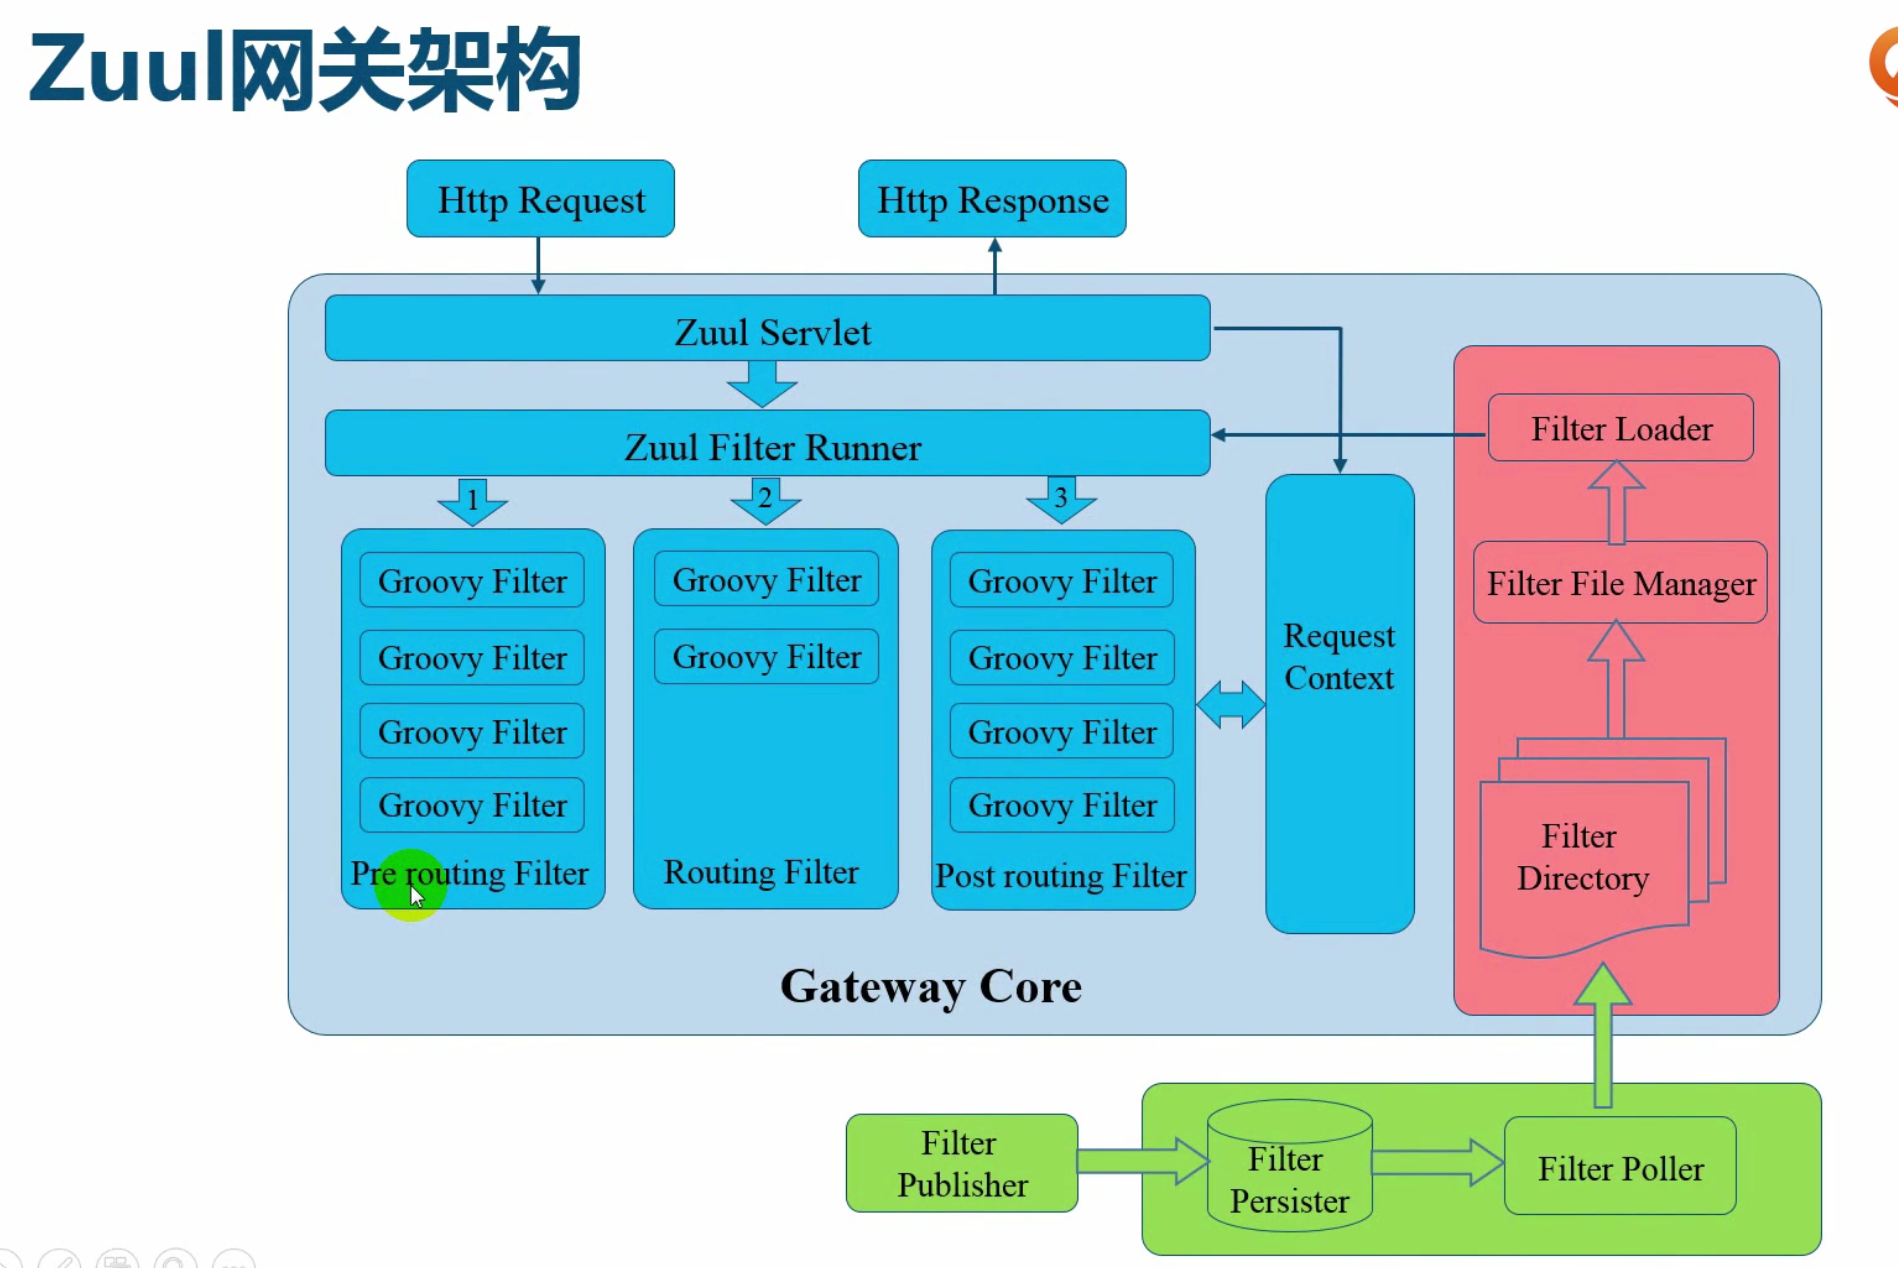 Zuul网关架构
Http Request
Http Response
Zuul Servlet
Zuul Filter Runner
1
2
3
Groovy Filter
Groovy Filter
Groovy Filter
Groovy Filter
Pre routing Filter
Groovy Filter
Groovy Filter
Routing Filter
Groovy Filter
Groovy Filter
Groovy Filter
Groovy Filter
Post routing Filter
Request
Context
Filter Loader
Filter File Manager
Filter
Directory
Gateway Core
Filter
Publisher
Filter
Persister
Filter Poller